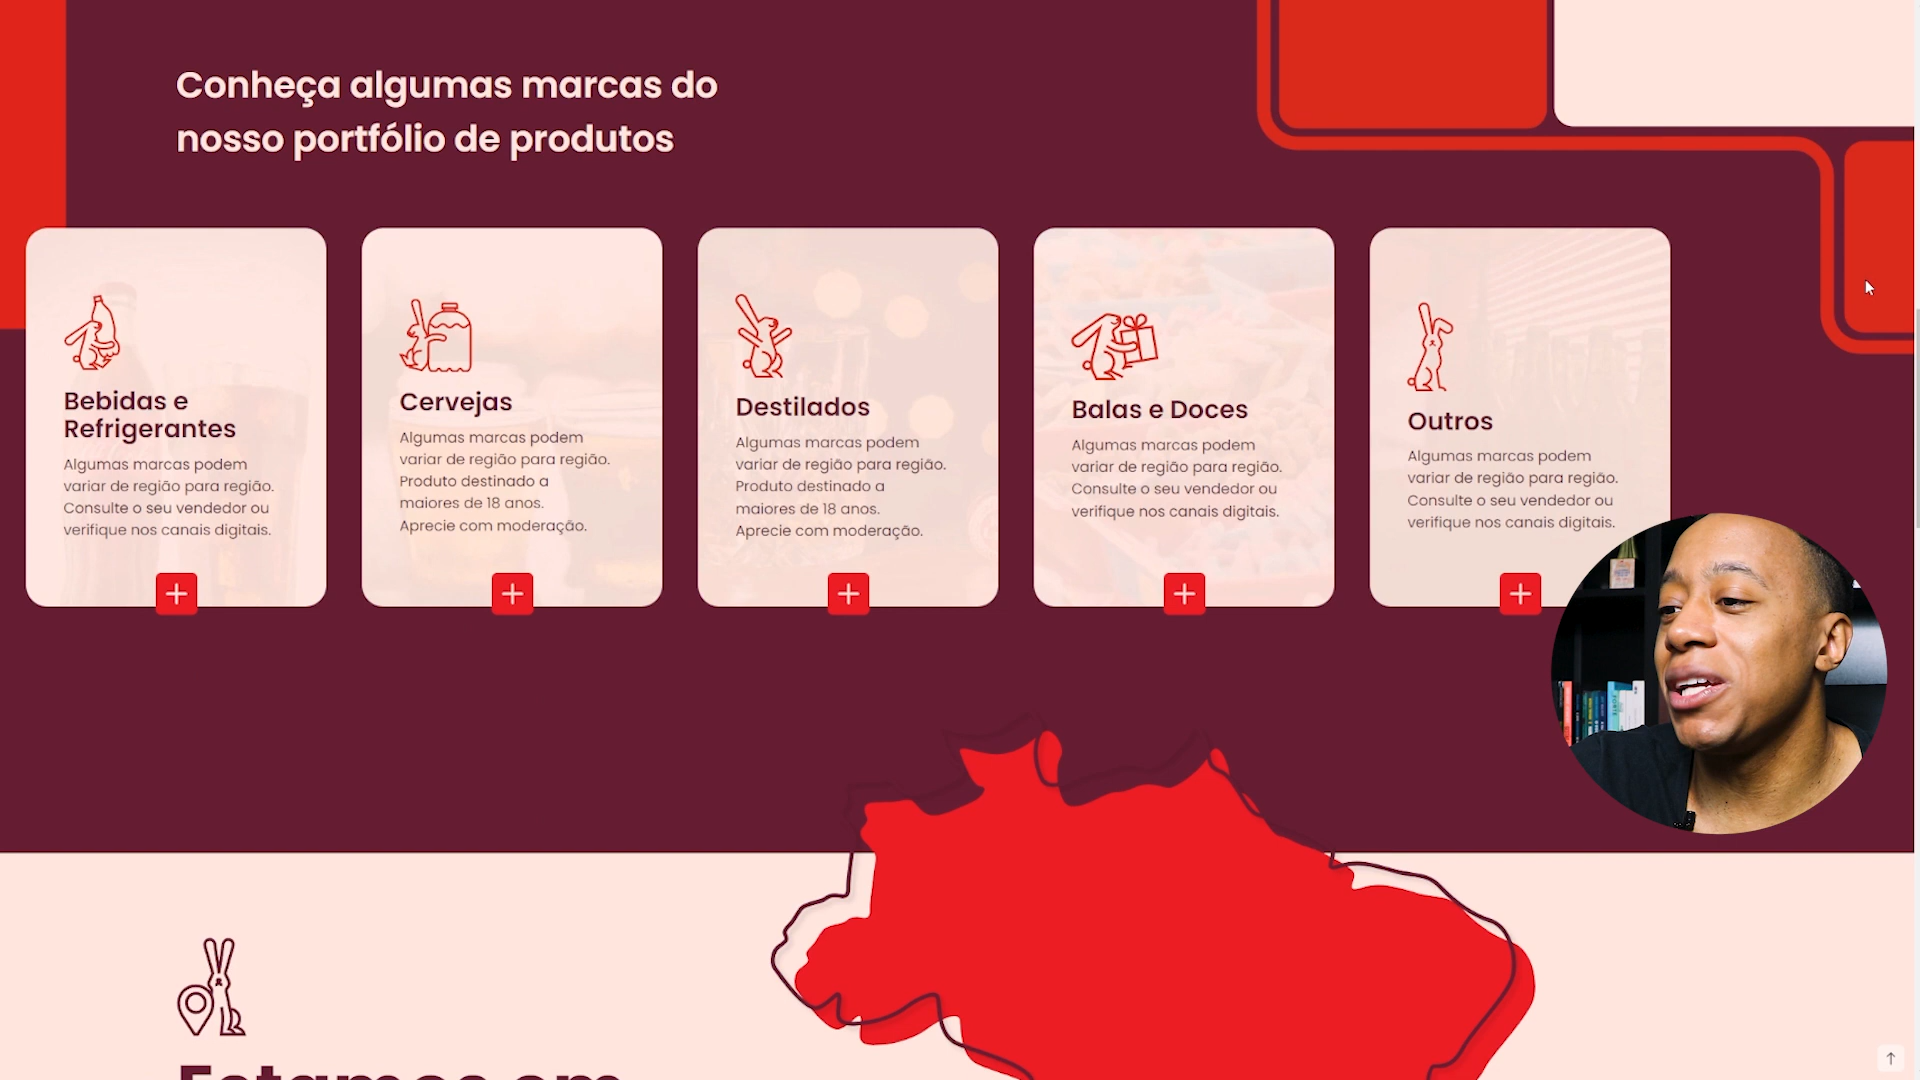 Conheça algumas marcas do
nosso portfólio de produtos
Bebidas e
Refrigerantes
Algumas marcas podem
variar de região para região.
Consulte o seu vendedor ou
verifique nos canais digitais.
Cervejas
Algumas marcas podem
variar de região para região.
Produto destinado a
maiores de 18 anos.
Aprecie com moderação.
Destilados
Algumas marcas podem
variar de região para região.
Produto destinado a
maiores de 18 anos.
Aprecie com moderação.
Balas e Doces
Algumas marcas podem
variar de região para região.
Consulte o seu vendedor ou
verifique nos canais digitais.
Outros
Algumas marcas podem
variar de região para região.
Consulte o seu vendedor ou
verifique nos canais digitais.
Estamos em